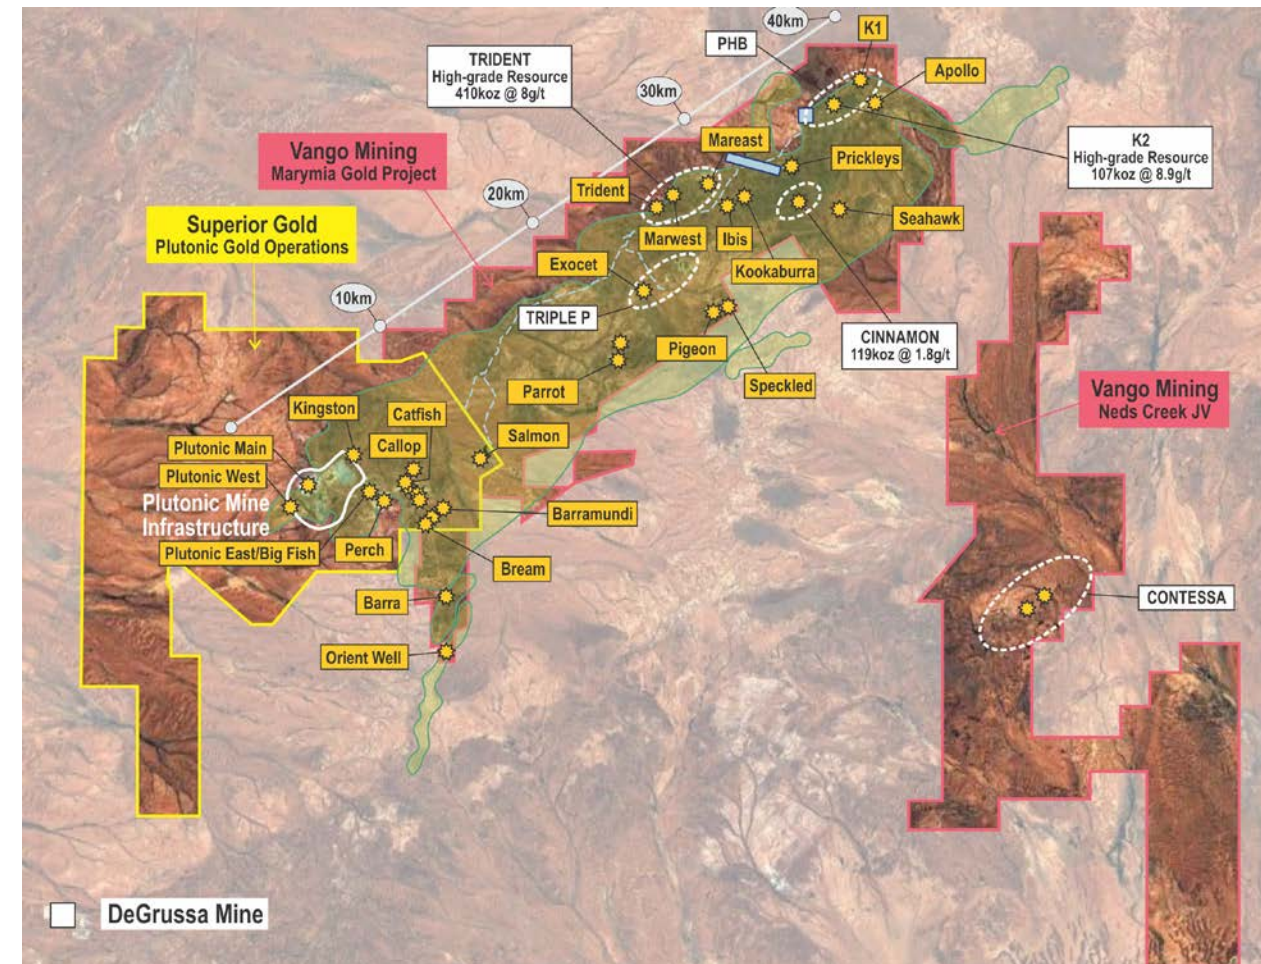 40km
K1
PHB
TRIDENT
High-grade Resource
410koz @ 8g/t
Apollo
30km
Mareast
K2
High-grade Resource
107koz @ 8.9g/t
Vango Mining
Marymia Gold Project
Prickleys
Trident
20km
Superior Gold
Plutonic Gold Operations
Seahawk
Marwest
Ibis
Exocet
Kookaburra
10km
TRIPLE P
CINNAMON
119koz @ 1.8g/t
Pigeon
Parrot
Speckled
Vango Mining
Neds Creek JV
Kingston
Catfish
Callop
Salmon
Plutonic Main
Plutonic West
Plutonic Mine
Infrastructure
Barramundi
Plutonic East/Big Fish
Perch
Bream
Barra
CONTESSA
Orient Well
DeGrussa Mine